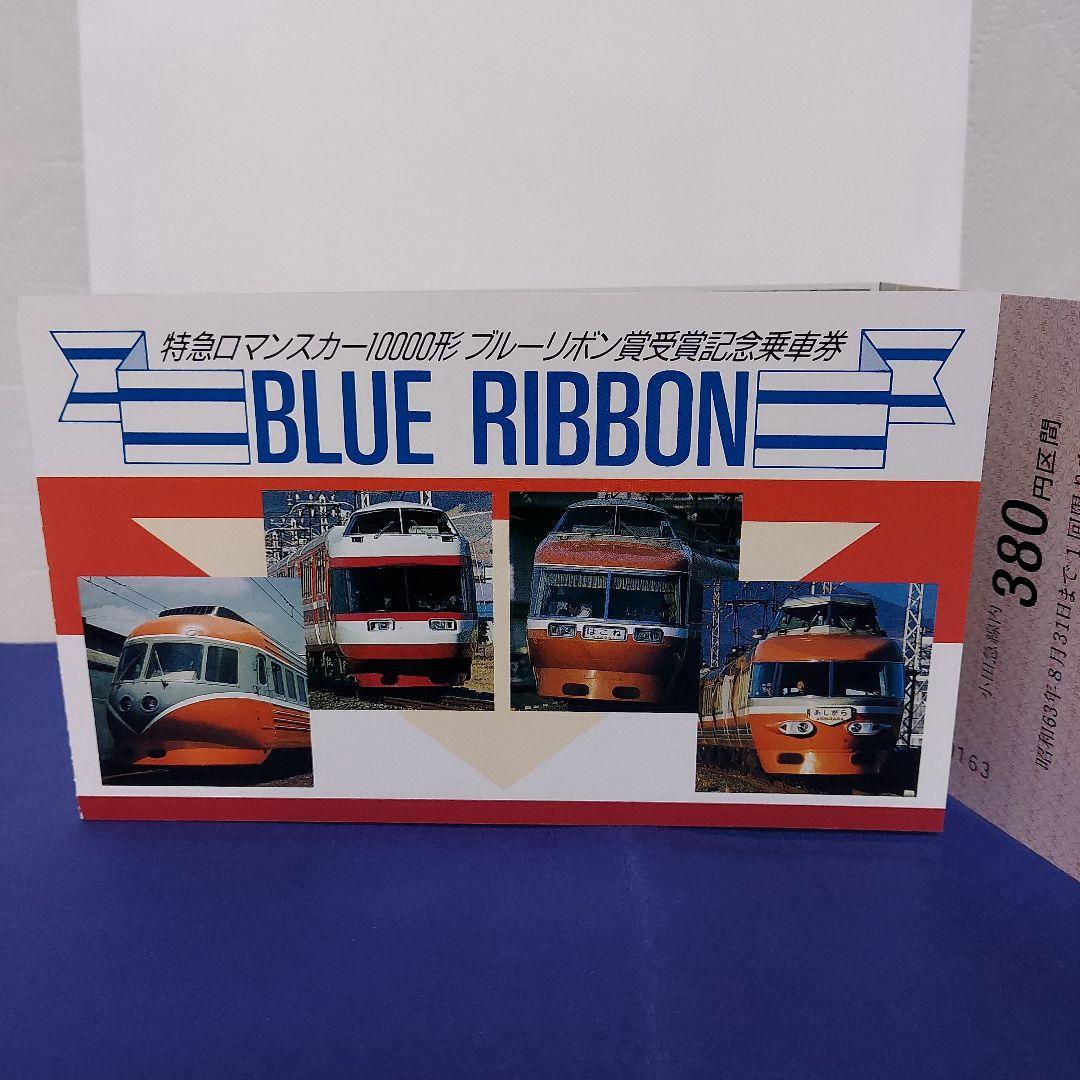 特急ロマンスカー10000形 ブルーリボン賞受賞記念乗車券
BLUE RIBBON
はこね
あしがら
ASHIGARA
小田急線内 380円区間
昭和63年8月31日まで1回限り
163